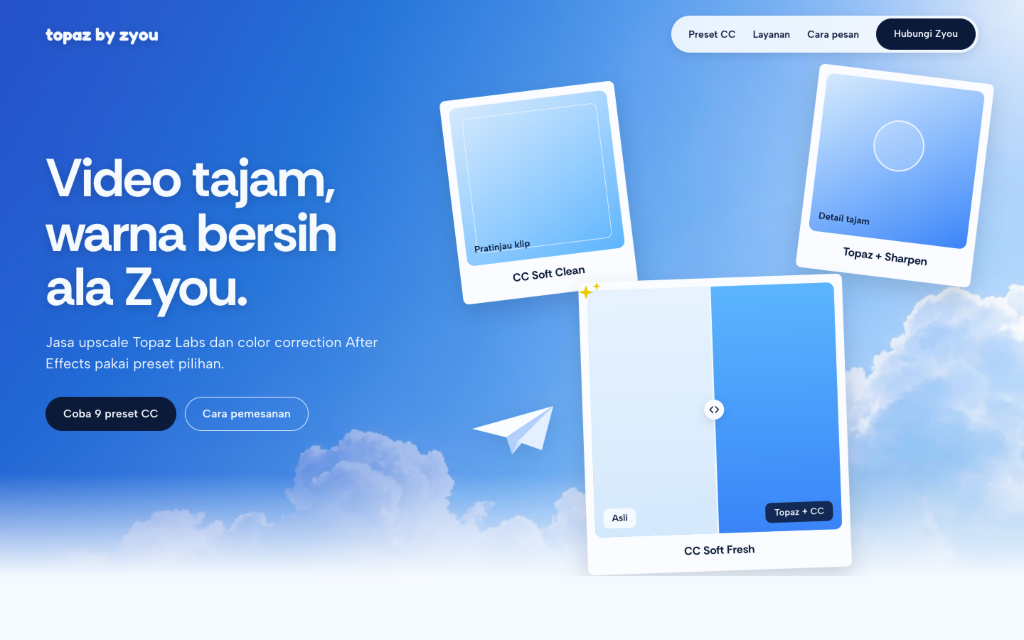 topaz by zyou
Preset CC
Layanan
Cara pesan
Hubungi Zyou
Video tajam,
warna bersih
ala Zyou.
Jasa upscale Topaz Labs dan color correction After
Effects pakai preset pilihan.
Coba 9 preset CC
Cara pemesanan
Pratinjau klip
CC Soft Clean
Detail tajam
Topaz + Sharpen
Asli
Topaz + CC
CC Soft Fresh